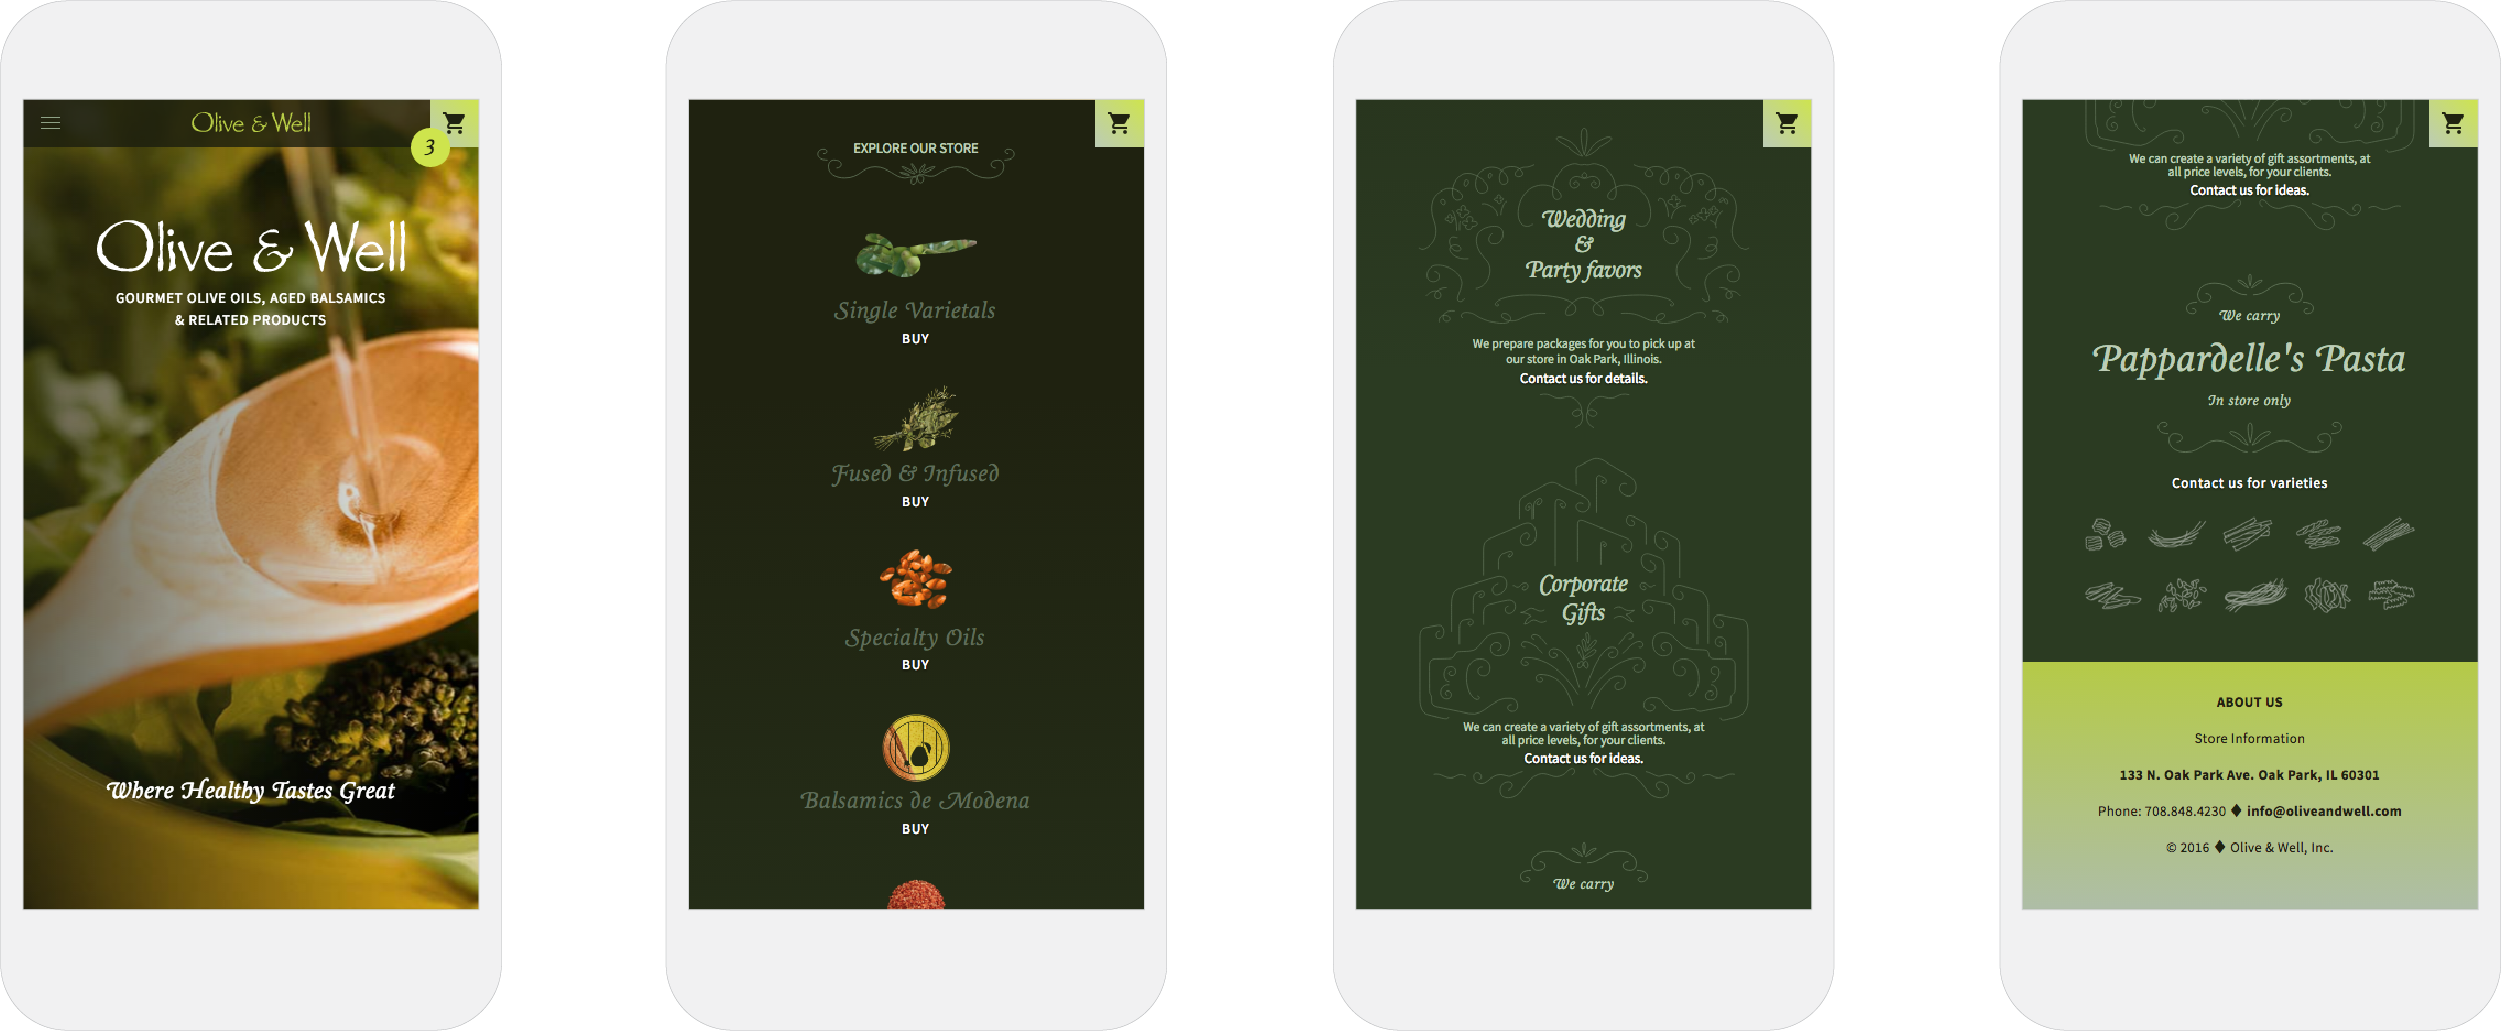 Olive & Well
3
Olive & Well
GOURMET OLIVE OILS, AGED BALSAMICS
& RELATED PRODUCTS
Where Healthy Tastes Great
EXPLORE OUR STORE
Single Varietals
BUY
Fused & Infused
BUY
Specialty Oils
BUY
Balsamics de Modena
BUY
Wedding
&
Party favors
We prepare packages for you to pick up at
our store in Oak Park, Illinois.
Contact us for details.
Corporate
Gifts
We can create a variety of gift assortments, at
all price levels, for your clients.
Contact us for ideas.
We carry
We can create a variety of gift assortments, at
all price levels, for your clients.
Contact us for ideas.
We carry
Pappardelle's Pasta
In store only
Contact us for varieties
ABOUT US
Store Information
133 N. Oak Park Ave. Oak Park, IL 60301
Phone: 708.848.4230 ♦ info@oliveandwell.com
© 2016 ♦ Olive & Well, Inc.